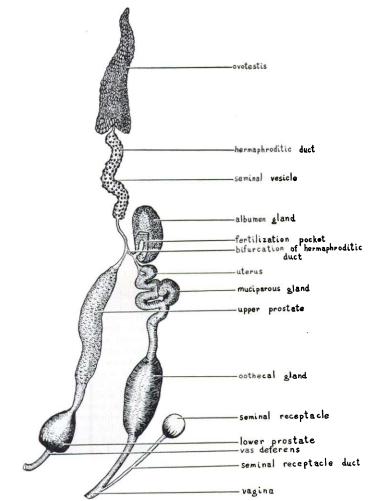 ovotestis
hermaphroditic duct
seminal vesicle
albumen gland
fertilization pocket
bifurcation of hermaphroditic
duct
uterus
muciparous gland
upper prostate
oothecal gland
seminal receptacle
lower prostate
vas deferens
seminal receptacle duct
vagina